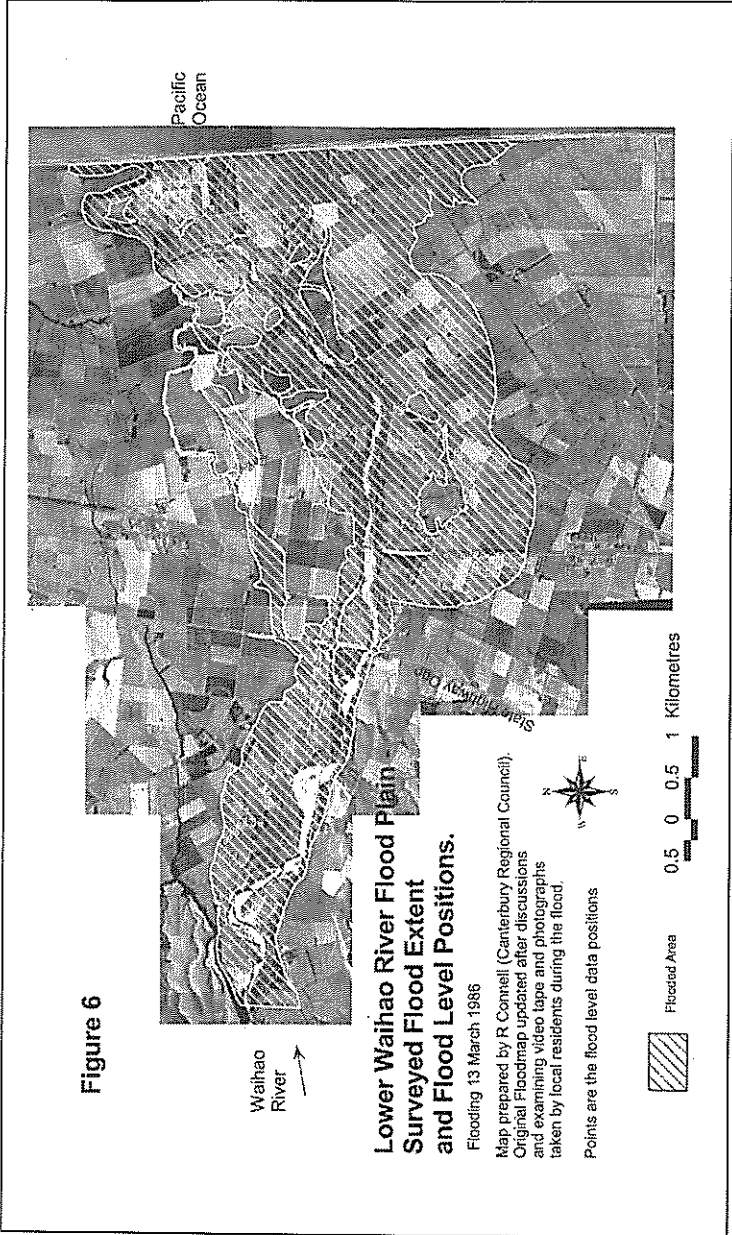 Figure 6
Pacific
Ocean
Waihao
River
State Highway One
Lower Waihao River Flood Plain
Surveyed Flood Extent
and Flood Level Positions.
Flooding 13 March 1986
Map prepared by R Connell (Canterbury Regional Council).
Original Floodmap updated after discussions
and examining video tape and photographs
taken by local residents during the flood.
Points are the flood level data positions
N
W
E
S
Flooded Area
0.5 0 0.5 1 Kilometres